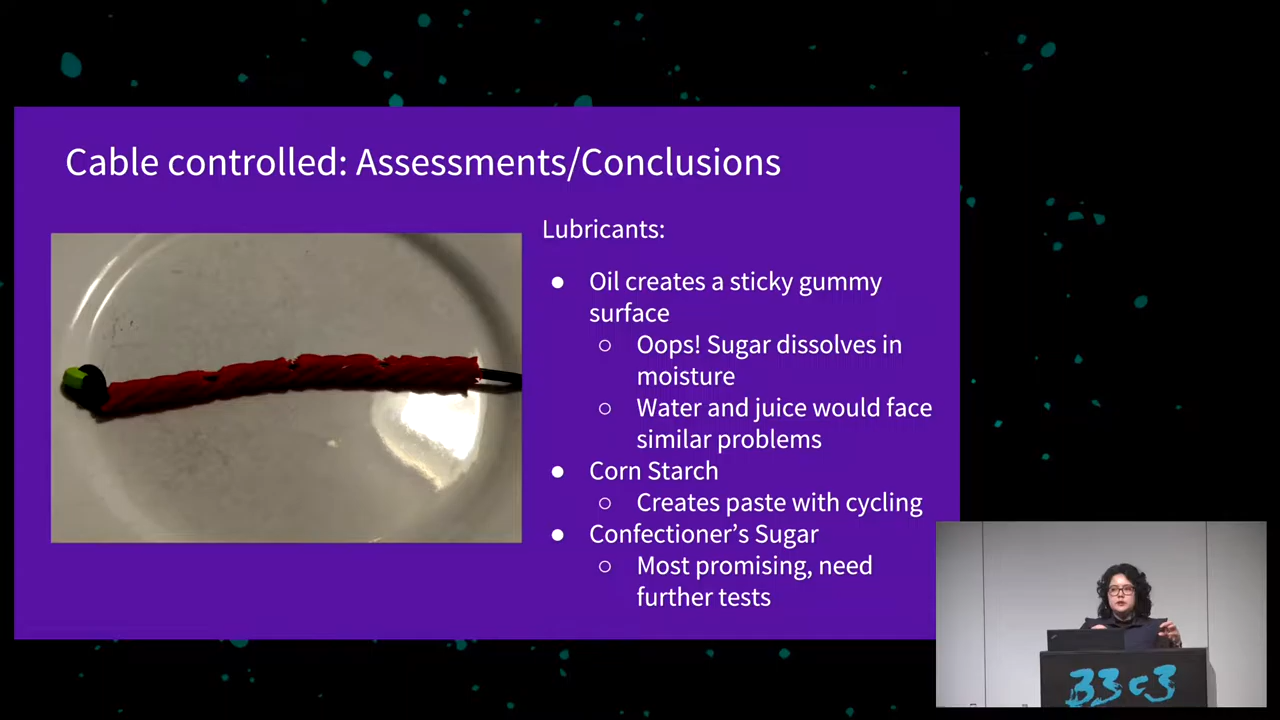 Cable controlled: Assessments/Conclusions
Lubricants:
● Oil creates a sticky gummy
surface
○ Oops! Sugar dissolves in
moisture
○ Water and juice would face
similar problems
● Corn Starch
○ Creates paste with cycling
● Confectioner’s Sugar
○ Most promising, need
further tests
33c3